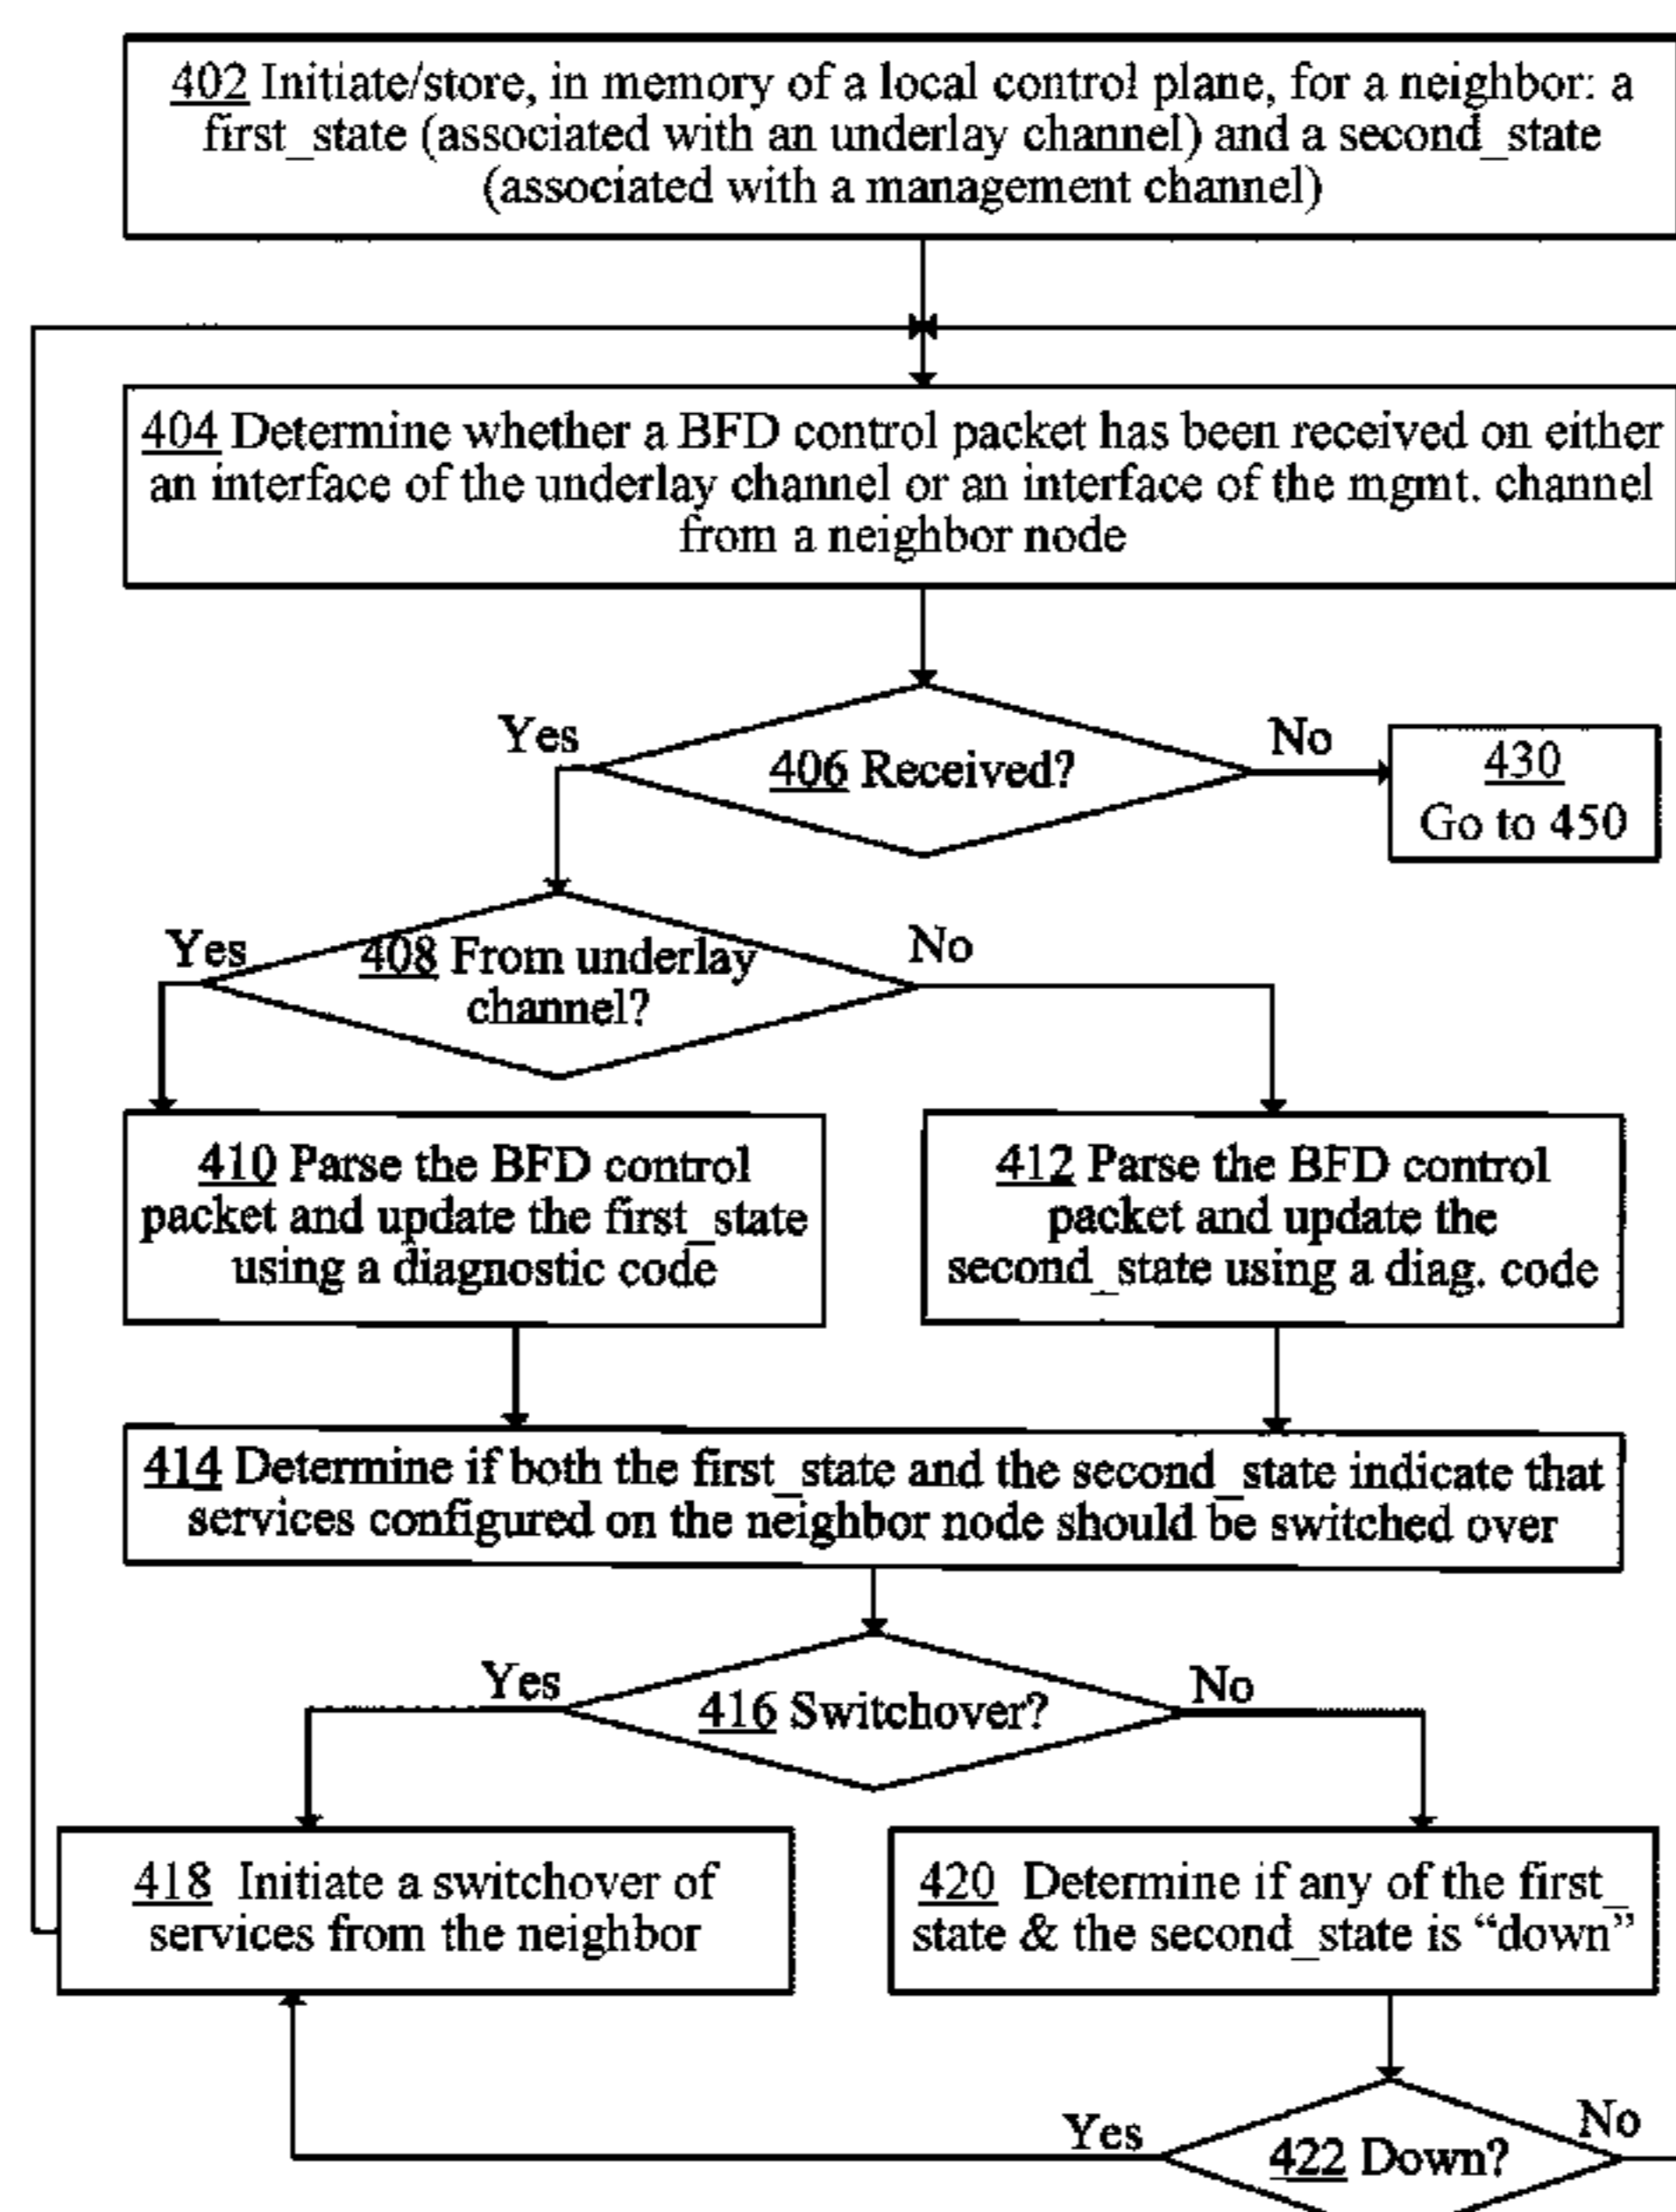 402 Initiate/store, in memory of a local control plane, for a neighbor: a
first_state (associated with an underlay channel) and a second_state
(associated with a management channel)
404 Determine whether a BFD control packet has been received on either
an interface of the underlay channel or an interface of the mgmt. channel
from a neighbor node
Yes
406 Received?
No
430
Go to 450
Yes
408 From underlay
channel?
No
410 Parse the BFD control
packet and update the first_state
using a diagnostic code
412 Parse the BFD control
packet and update the
second_state using a diag. code
414 Determine if both the first_state and the second_state indicate that
services configured on the neighbor node should be switched over
Yes
416 Switchover?
No
418 Initiate a switchover of
services from the neighbor
420 Determine if any of the first_
state & the second_state is “down”
Yes
422 Down?
No